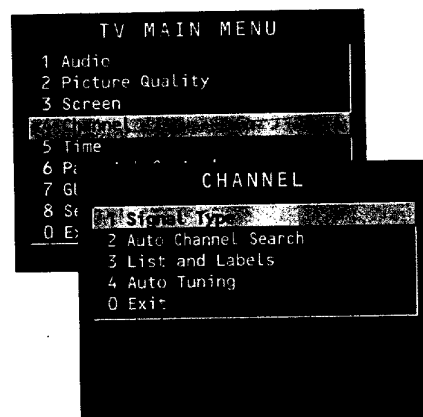 TV MAIN MENU
1 Audio
2 Picture Quality
3 Screen
5 Time
6
7
8
0
CHANNEL
1 Signal Type
2 Auto Channel Search
3 List and Labels
4 Auto Tuning
0 Exit